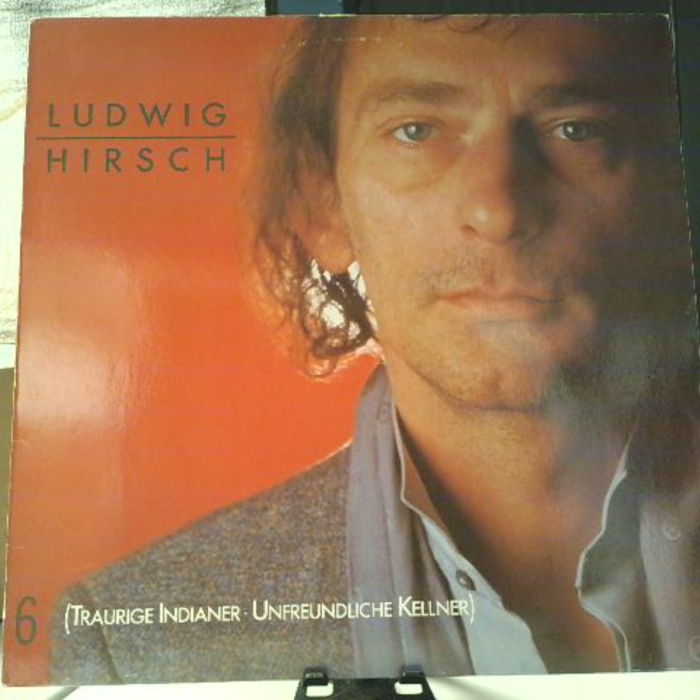 LUDWIG
HIRSCH
6 (TRAURIGE INDIANER · UNFREUNDLICHE KELLNER)